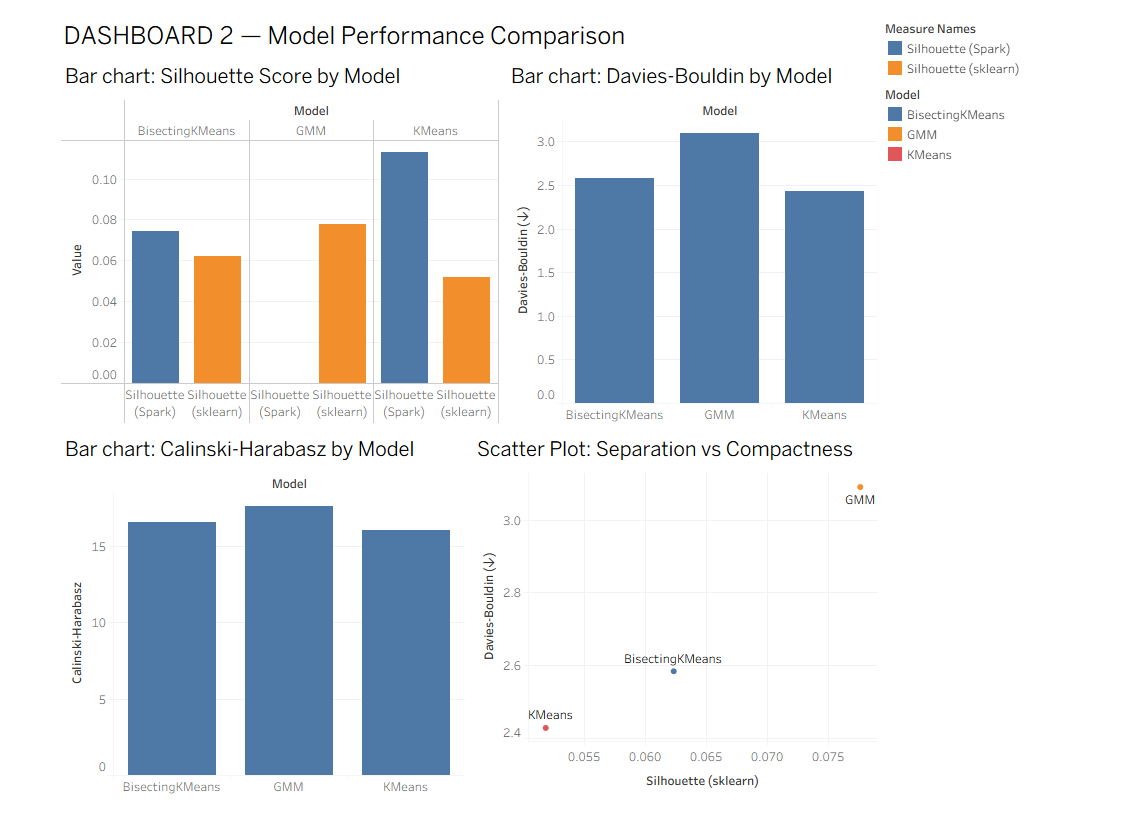 DASHBOARD 2 — Model Performance Comparison
Measure Names
Silhouette (Spark)
Silhouette (sklearn)
Model
BisectingKMeans
GMM
KMeans
Bar chart: Silhouette Score by Model
Model
BisectingKMeans GMM KMeans
Value
0.10
0.08
0.06
0.04
0.02
0.00
Silhouette Silhouette Silhouette Silhouette Silhouette Silhouette
(Spark) (sklearn) (Spark) (sklearn) (Spark) (sklearn)
Bar chart: Davies-Bouldin by Model
Model
Davies-Bouldin (↓)
3.0
2.5
2.0
1.5
1.0
0.5
0.0
BisectingKMeans GMM KMeans
Bar chart: Calinski-Harabasz by Model
Model
Calinski-Harabasz
15
10
5
0
BisectingKMeans GMM KMeans
Scatter Plot: Separation vs Compactness
Davies-Bouldin (↓)
3.0
2.8
2.6
2.4
GMM
BisectingKMeans
KMeans
0.055 0.060 0.065 0.070 0.075
Silhouette (sklearn)